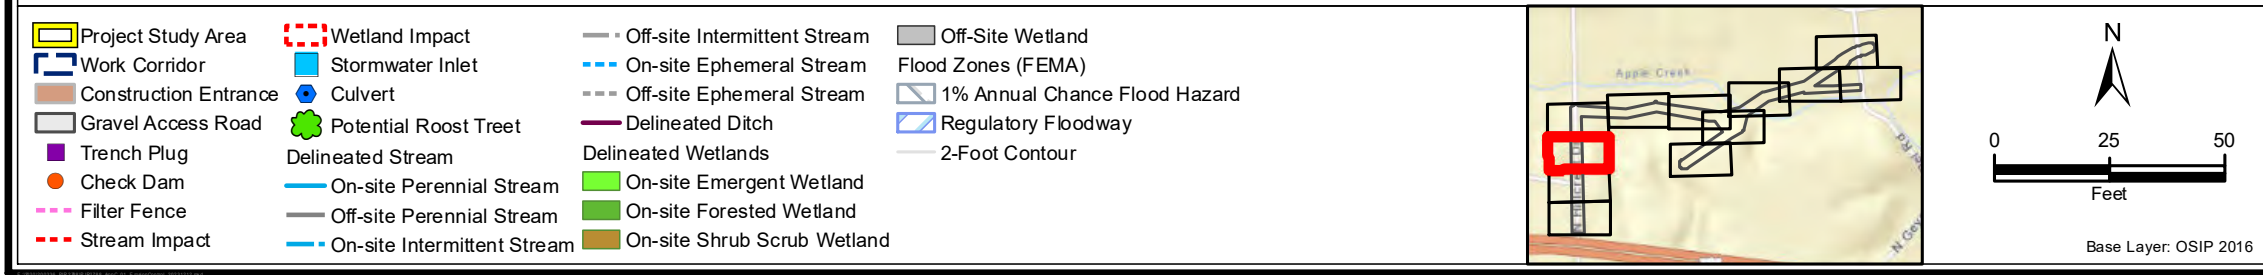 Project Study Area
Work Corridor
Construction Entrance
Gravel Access Road
Trench Plug
Check Dam
Filter Fence
Stream Impact
Wetland Impact
Stormwater Inlet
Culvert
Potential Roost Treet
Delineated Stream
On-site Perennial Stream
Off-site Perennial Stream
On-site Intermittent Stream
Off-site Intermittent Stream
On-site Ephemeral Stream
Off-site Ephemeral Stream
Delineated Ditch
Delineated Wetlands
On-site Emergent Wetland
On-site Forested Wetland
On-site Shrub Scrub Wetland
Off-Site Wetland
Flood Zones (FEMA)
1% Annual Chance Flood Hazard
Regulatory Floodway
2-Foot Contour
Apple Creek
Rd
N
0 25 50
Feet
Base Layer: OSIP 2016